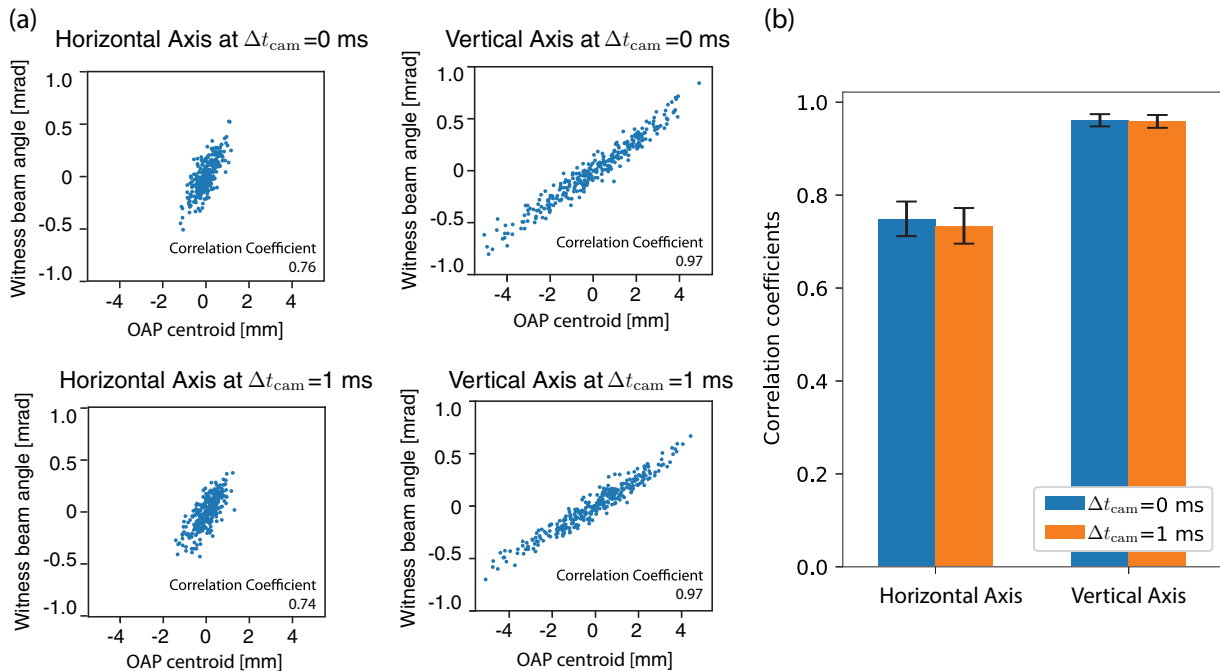 (a)
Horizontal Axis at Δt_cam=0 ms
Witness beam angle [mrad]
1.0
0.5
0
-0.5
-1.0
Correlation Coefficient
0.76
-4 -2 0 2 4
OAP centroid [mm]
Vertical Axis at Δt_cam=0 ms
Witness beam angle [mrad]
1.0
0.5
0
-0.5
-1.0
Correlation Coefficient
0.97
-4 -2 0 2 4
OAP centroid [mm]
Horizontal Axis at Δt_cam=1 ms
Witness beam angle [mrad]
1.0
0.5
0
-0.5
-1.0
Correlation Coefficient
0.74
-4 -2 0 2 4
OAP centroid [mm]
Vertical Axis at Δt_cam=1 ms
Witness beam angle [mrad]
1.0
0.5
0
-0.5
-1.0
Correlation Coefficient
0.97
-4 -2 0 2 4
OAP centroid [mm]
(b)
Correlation coefficients
1.0
0.8
0.6
0.4
0.2
0.0
Δt_cam=0 ms
Δt_cam=1 ms
Horizontal Axis Vertical Axis